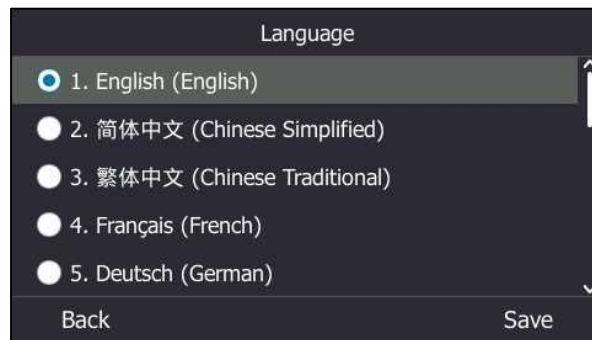 Language
1. English (English)
2. 简体中文 (Chinese Simplified)
3. 繁体中文 (Chinese Traditional)
4. Français (French)
5. Deutsch (German)
Back Save